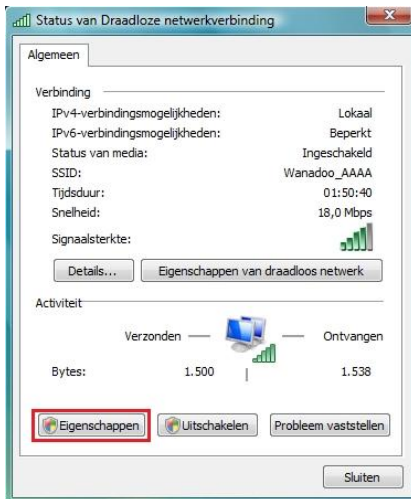 Status van Draadloze netwerkverbinding
Algemeen
Verbinding
IPv4-verbindingsmogelijkheden: Lokaal
IPv6-verbindingsmogelijkheden: Beperkt
Status van media: Ingeschakeld
SSID: Wanadoo_AAAA
Tijdsduur: 01:50:40
Snelheid: 18,0 Mbps
Signaalsterkte:
Details... Eigenschappen van draadloos netwerk
Activiteit
Verzonden Ontvangen
Bytes: 1.500 1.538
Eigenschappen Uitschakelen Probleem vaststellen
Sluiten